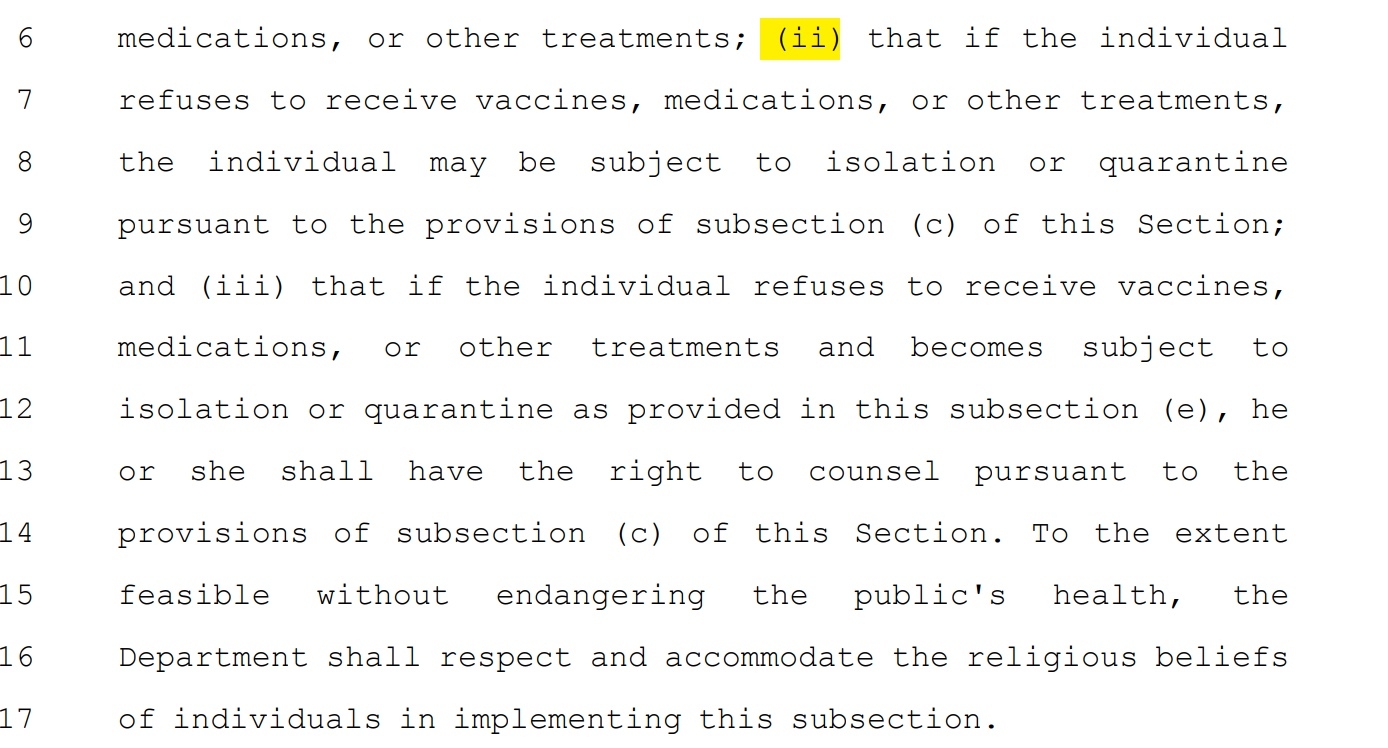 6 medications, or other treatments; (ii) that if the individual
7 refuses to receive vaccines, medications, or other treatments,
8 the individual may be subject to isolation or quarantine
9 pursuant to the provisions of subsection (c) of this Section;
10 and (iii) that if the individual refuses to receive vaccines,
11 medications, or other treatments and becomes subject to
12 isolation or quarantine as provided in this subsection (e), he
13 or she shall have the right to counsel pursuant to the
14 provisions of subsection (c) of this Section. To the extent
15 feasible without endangering the public's health, the
16 Department shall respect and accommodate the religious beliefs
17 of individuals in implementing this subsection.